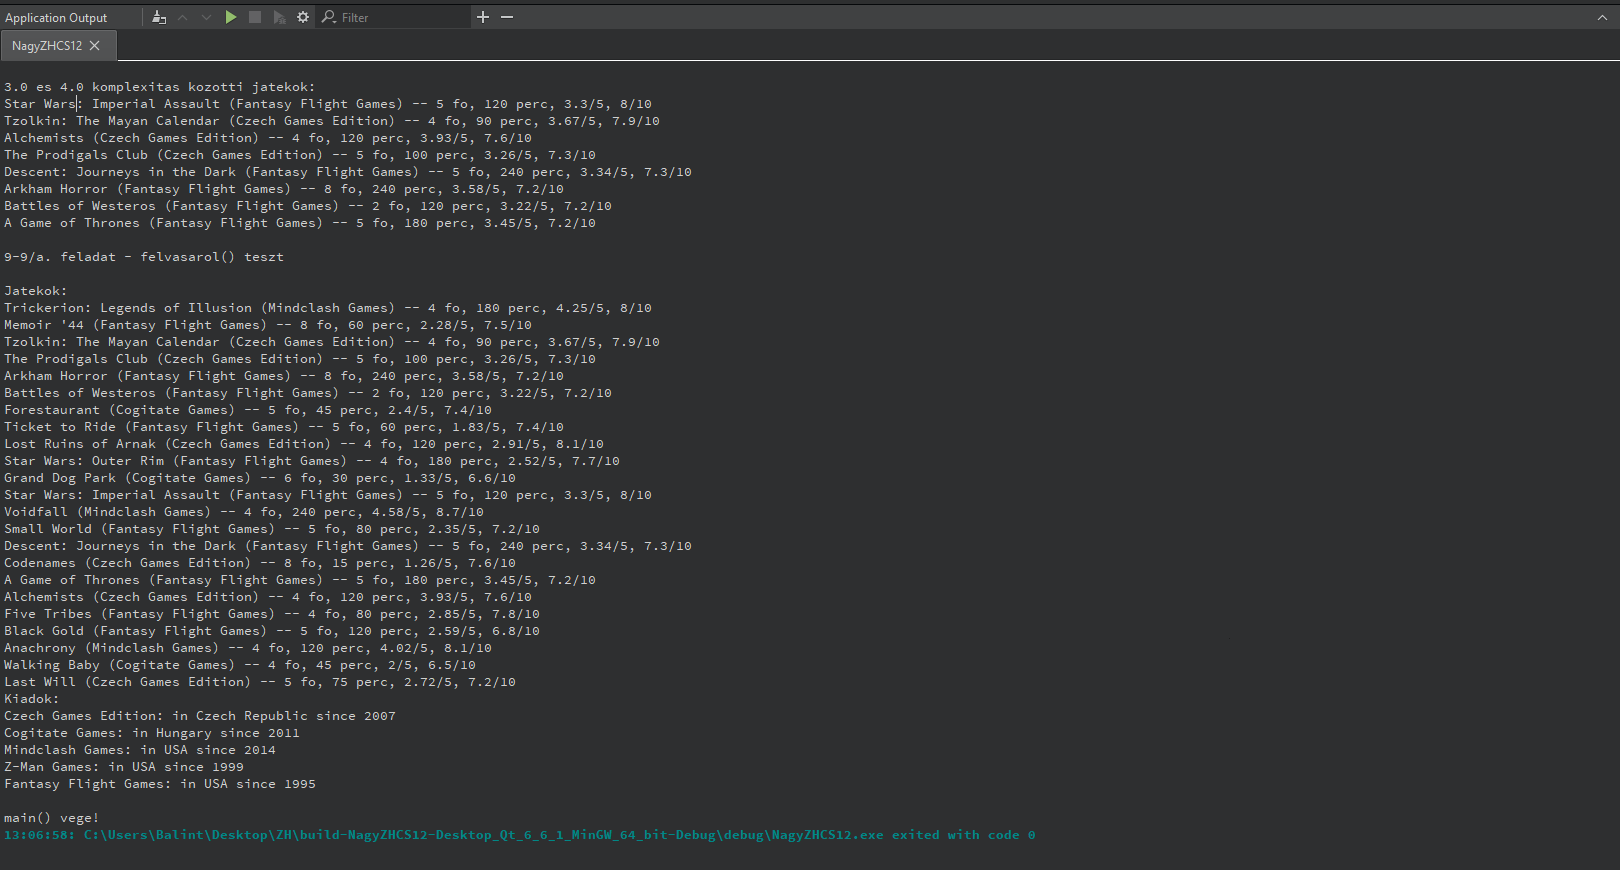 Application Output
Filter
NagyZHCS12
3.0 es 4.0 komplexitas kozotti jatekok:
Star Wars: Imperial Assault (Fantasy Flight Games) -- 5 fo, 120 perc, 3.3/5, 8/10
Tzolkin: The Mayan Calendar (Czech Games Edition) -- 4 fo, 90 perc, 3.67/5, 7.9/10
Alchemists (Czech Games Edition) -- 4 fo, 120 perc, 3.93/5, 7.6/10
The Prodigals Club (Czech Games Edition) -- 5 fo, 100 perc, 3.26/5, 7.3/10
Descent: Journeys in the Dark (Fantasy Flight Games) -- 5 fo, 240 perc, 3.34/5, 7.3/10
Arkham Horror (Fantasy Flight Games) -- 8 fo, 240 perc, 3.58/5, 7.2/10
Battles of Westeros (Fantasy Flight Games) -- 2 fo, 120 perc, 3.22/5, 7.2/10
A Game of Thrones (Fantasy Flight Games) -- 5 fo, 180 perc, 3.45/5, 7.2/10
9-9/a. feladat - felvasarol() teszt
Jatekok:
Trickerion: Legends of Illusion (Mindclash Games) -- 4 fo, 180 perc, 4.25/5, 8/10
Memoir '44 (Fantasy Flight Games) -- 8 fo, 60 perc, 2.28/5, 7.5/10
Tzolkin: The Mayan Calendar (Czech Games Edition) -- 4 fo, 90 perc, 3.67/5, 7.9/10
The Prodigals Club (Czech Games Edition) -- 5 fo, 100 perc, 3.26/5, 7.3/10
Arkham Horror (Fantasy Flight Games) -- 8 fo, 240 perc, 3.58/5, 7.2/10
Battles of Westeros (Fantasy Flight Games) -- 2 fo, 120 perc, 3.22/5, 7.2/10
Forestaurant (Cogitate Games) -- 5 fo, 45 perc, 2.4/5, 7.4/10
Ticket to Ride (Fantasy Flight Games) -- 5 fo, 60 perc, 1.83/5, 7.4/10
Lost Ruins of Arnak (Czech Games Edition) -- 4 fo, 120 perc, 2.91/5, 8.1/10
Star Wars: Outer Rim (Fantasy Flight Games) -- 4 fo, 180 perc, 2.52/5, 7.7/10
Grand Dog Park (Cogitate Games) -- 6 fo, 30 perc, 1.33/5, 6.6/10
Star Wars: Imperial Assault (Fantasy Flight Games) -- 5 fo, 120 perc, 3.3/5, 8/10
Voidfall (Mindclash Games) -- 4 fo, 240 perc, 4.58/5, 8.7/10
Small World (Fantasy Flight Games) -- 5 fo, 80 perc, 2.35/5, 7.2/10
Descent: Journeys in the Dark (Fantasy Flight Games) -- 5 fo, 240 perc, 3.34/5, 7.3/10
Codenames (Czech Games Edition) -- 8 fo, 15 perc, 1.26/5, 7.6/10
A Game of Thrones (Fantasy Flight Games) -- 5 fo, 180 perc, 3.45/5, 7.2/10
Alchemists (Czech Games Edition) -- 4 fo, 120 perc, 3.93/5, 7.6/10
Five Tribes (Fantasy Flight Games) -- 4 fo, 80 perc, 2.85/5, 7.8/10
Black Gold (Fantasy Flight Games) -- 5 fo, 120 perc, 2.59/5, 6.8/10
Anachrony (Mindclash Games) -- 4 fo, 120 perc, 4.02/5, 8.1/10
Walking Baby (Cogitate Games) -- 4 fo, 45 perc, 2/5, 6.5/10
Last Will (Czech Games Edition) -- 5 fo, 75 perc, 2.72/5, 7.2/10
Kiadok:
Czech Games Edition: in Czech Republic since 2007
Cogitate Games: in Hungary since 2011
Mindclash Games: in USA since 2014
Z-Man Games: in USA since 1999
Fantasy Flight Games: in USA since 1995
main() vege!
13:06:58: C:\Users\Balint\Desktop\ZH\build-NagyZHCS12-Desktop_Qt_6_6_1_MinGW_64_bit-Debug\debug\NagyZHCS12.exe exited with code 0